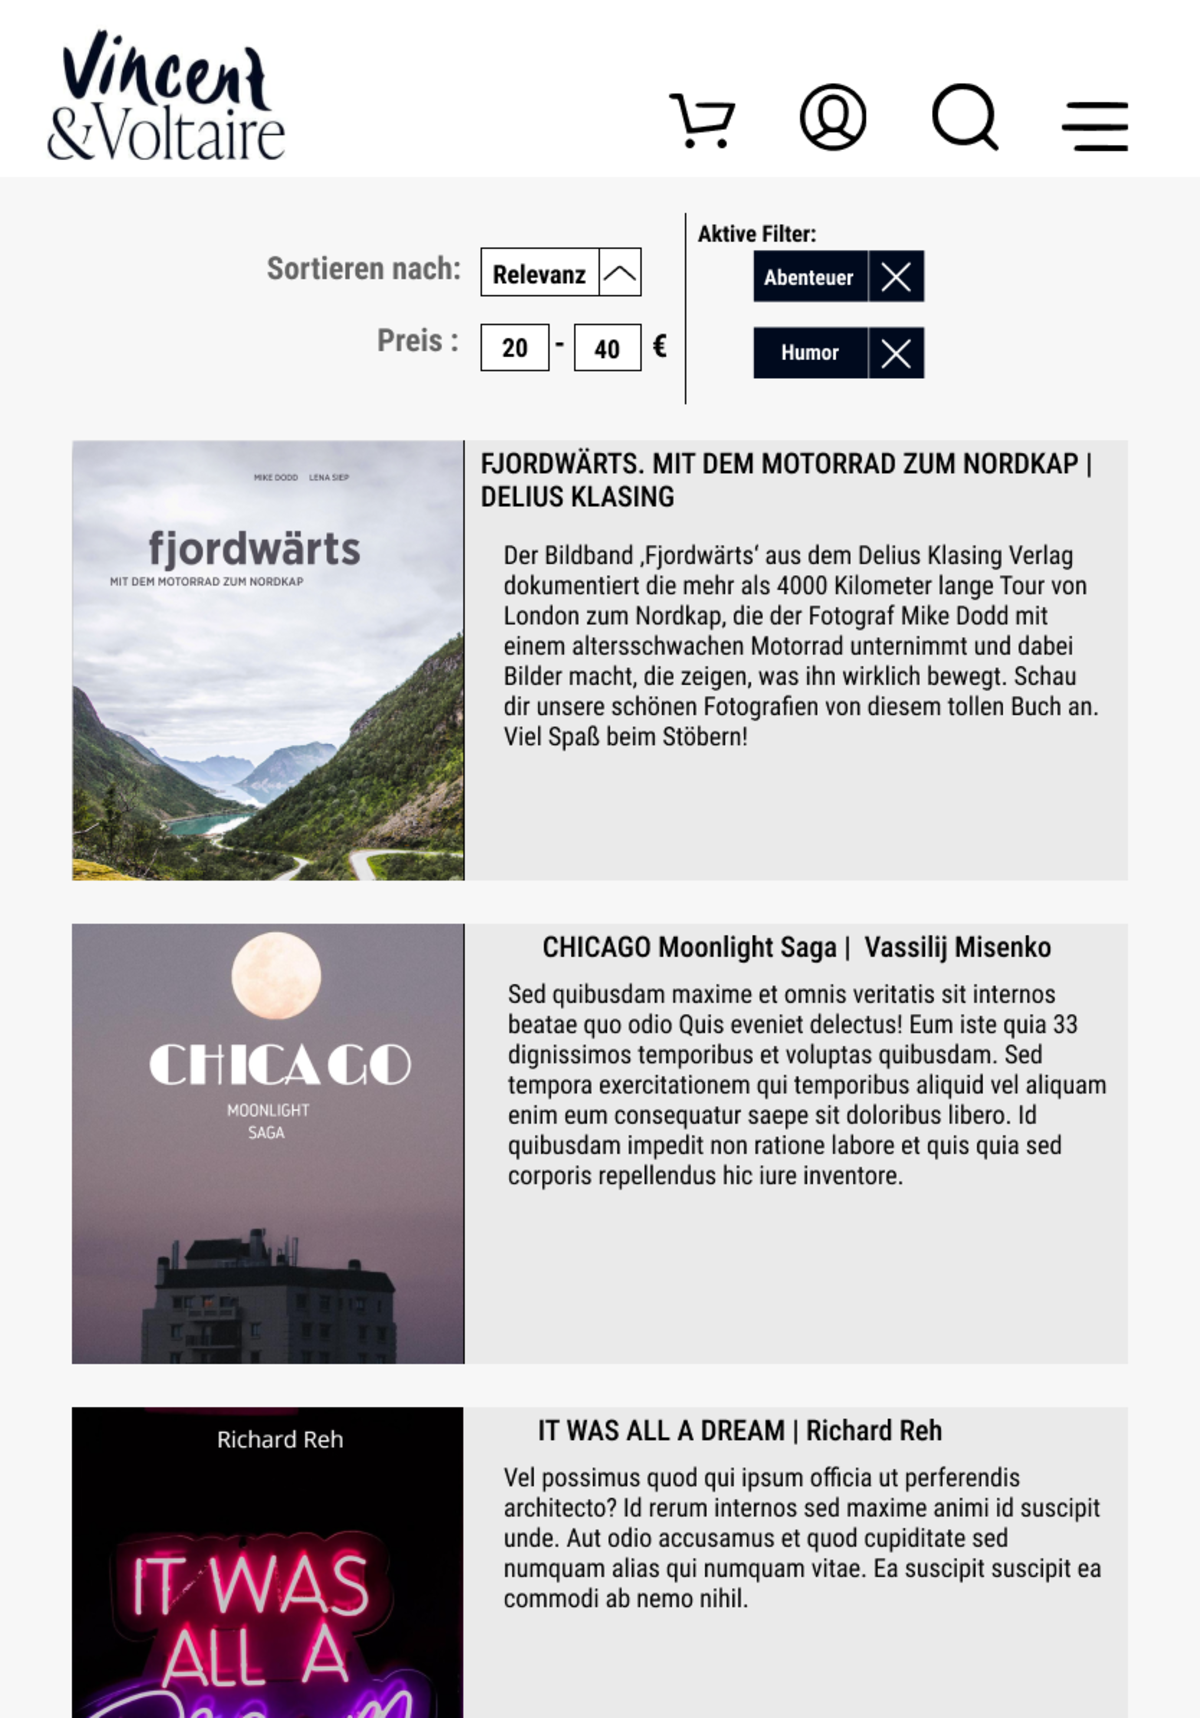 Vincent
&Voltaire
Sortieren nach:
Relevanz
Preis :
20 - 40 €
Aktive Filter:
Abenteuer
Humor
MIKE DODD LENA SIEP
fjordwärts
MIT DEM MOTORRAD ZUM NORDKAP
FJORDWÄRTS. MIT DEM MOTORRAD ZUM NORDKAP |
DELIUS KLASING
Der Bildband ‚Fjordwärts‘ aus dem Delius Klasing Verlag
dokumentiert die mehr als 4000 Kilometer lange Tour von
London zum Nordkap, die der Fotograf Mike Dodd mit
einem altersschwachen Motorrad unternimmt und dabei
Bilder macht, die zeigen, was ihn wirklich bewegt. Schau
dir unsere schönen Fotografien von diesem tollen Buch an.
Viel Spaß beim Stöbern!
CHICAGO
MOONLIGHT
SAGA
CHICAGO Moonlight Saga | Vassilij Misenko
Sed quibusdam maxime et omnis veritatis sit internos
beatae quo odio Quis eveniet delectus! Eum iste quia 33
dignissimos temporibus et voluptas quibusdam. Sed
tempora exercitationem qui temporibus aliquid vel aliquam
enim eum consequatur saepe sit doloribus libero. Id
quibusdam impedit non ratione labore et quis quia sed
corporis repellendus hic iure inventore.
Richard Reh
IT WAS
ALL A
Dream
IT WAS ALL A DREAM | Richard Reh
Vel possimus quod qui ipsum officia ut perferendis
architecto? Id rerum internos sed maxime animi id suscipit
unde. Aut odio accusamus et quod cupiditate sed
numquam alias qui numquam vitae. Ea suscipit suscipit ea
commodi ab nemo nihil.